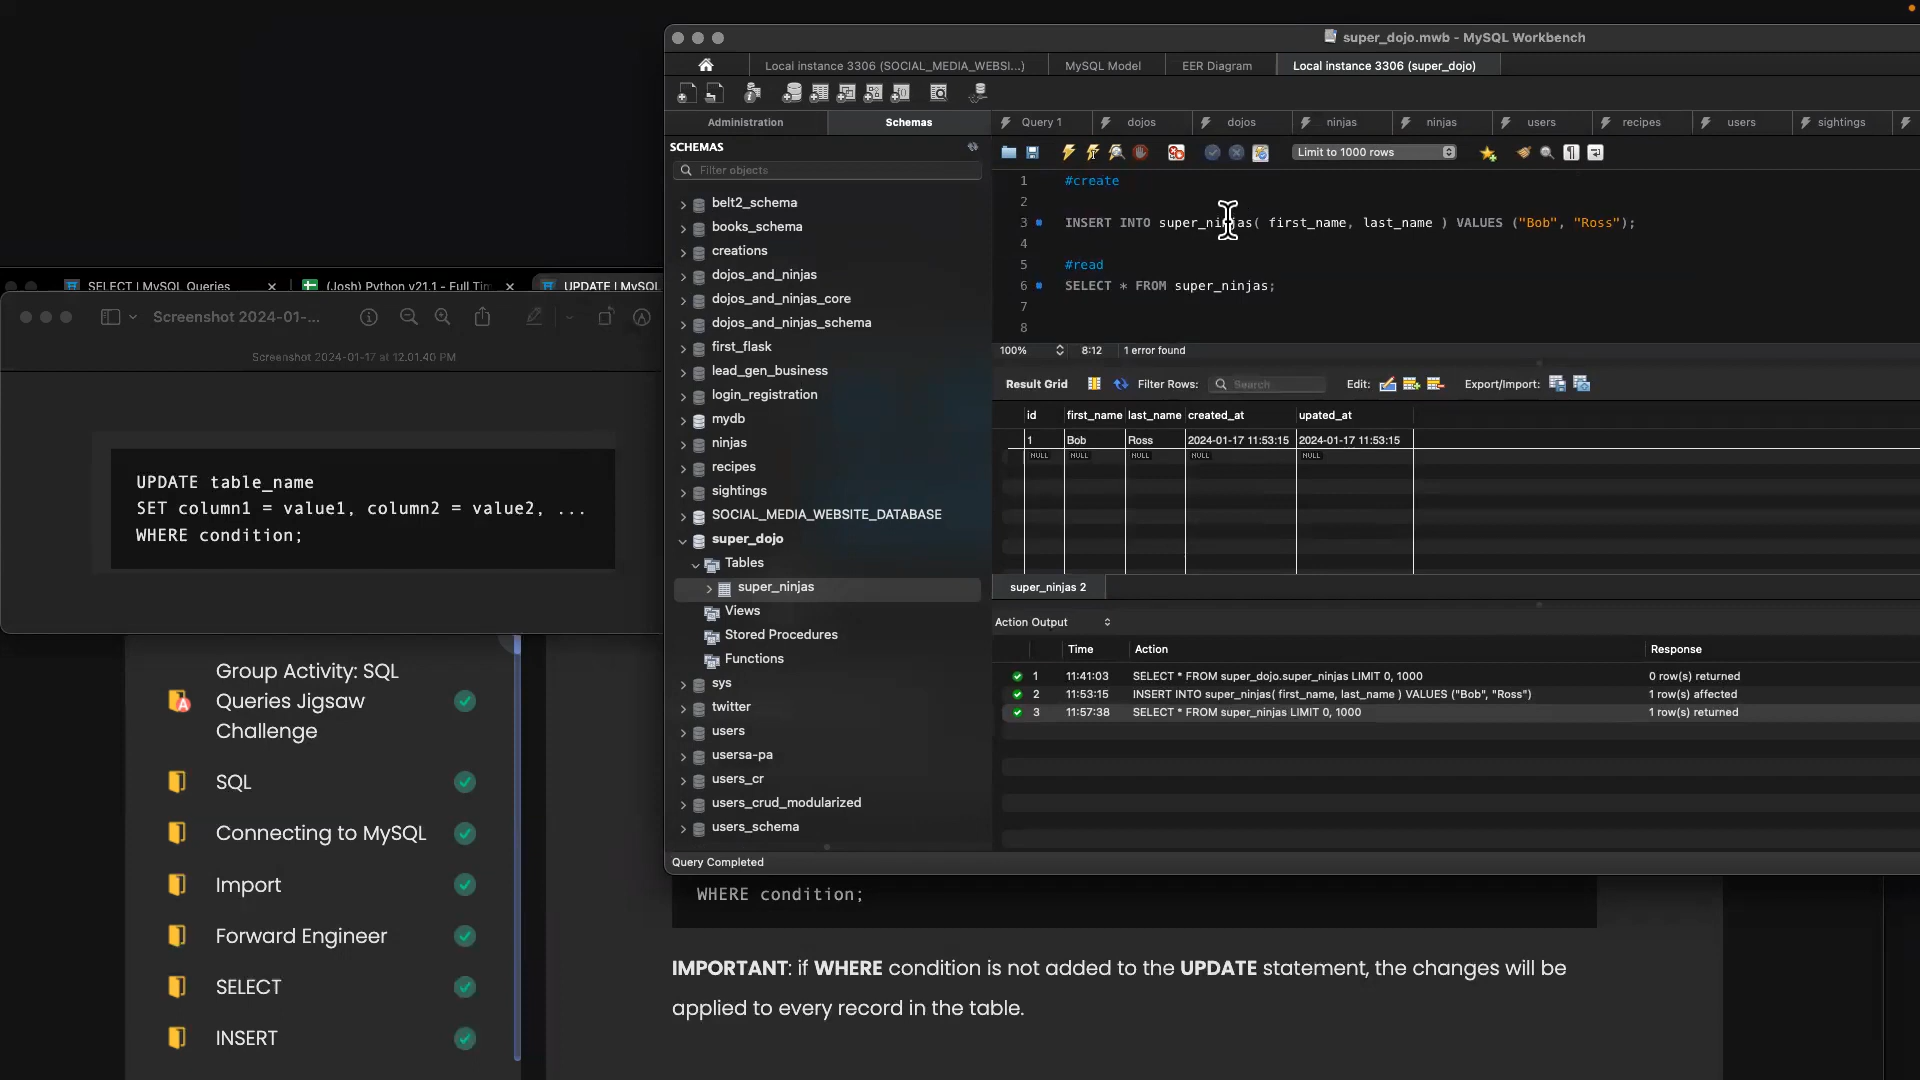 super_dojo.mwb - MySQL Workbench
Local instance 3306 (SOCIAL_MEDIA_WEBSI...)
MySQL Model
EER Diagram
Local instance 3306 (super_dojo)
Administration
Schemas
Query 1
dojos
dojos
ninjas
ninjas
users
recipes
users
sightings
SCHEMAS
Filter objects
Limit to 1000 rows
belt2_schema
books_schema
creations
dojos_and_ninjas
dojos_and_ninjas_core
dojos_and_ninjas_schema
first_flask
lead_gen_business
login_registration
mydb
ninjas
recipes
sightings
SOCIAL_MEDIA_WEBSITE_DATABASE
super_dojo
Tables
super_ninjas
Views
Stored Procedures
Functions
sys
twitter
users
usersa-pa
users_cr
users_crud_modularized
users_schema
Query Completed
1 #create
2
3 INSERT INTO super_ninjas( first_name, last_name ) VALUES ("Bob", "Ross");
4
5 #read
6 SELECT * FROM super_ninjas;
7
8
100% 8:12 1 error found
Result Grid Filter Rows: Search Edit: Export/Import:
id first_name last_name created_at upated_at
1 Bob Ross 2024-01-17 11:53:15 2024-01-17 11:53:15
NULL NULL NULL NULL NULL
super_ninjas 2
Action Output
Time Action Response
1 11:41:03 SELECT * FROM super_dojo.super_ninjas LIMIT 0, 1000 0 row(s) returned
2 11:53:15 INSERT INTO super_ninjas( first_name, last_name ) VALUES ("Bob", "Ross") 1 row(s) affected
3 11:57:38 SELECT * FROM super_ninjas LIMIT 0, 1000 1 row(s) returned
SELECT | MySQL Queries
(Josh) Python v21.1 - Full Tim
UPDATE | MySQL
Screenshot 2024-01-...
Screenshot 2024-01-17 at 12.01.40 PM
UPDATE table_name
SET column1 = value1, column2 = value2, ...
WHERE condition;
Group Activity: SQL
Queries Jigsaw
Challenge
SQL
Connecting to MySQL
Import
Forward Engineer
SELECT
INSERT
WHERE condition;
IMPORTANT: if WHERE condition is not added to the UPDATE statement, the changes will be
applied to every record in the table.